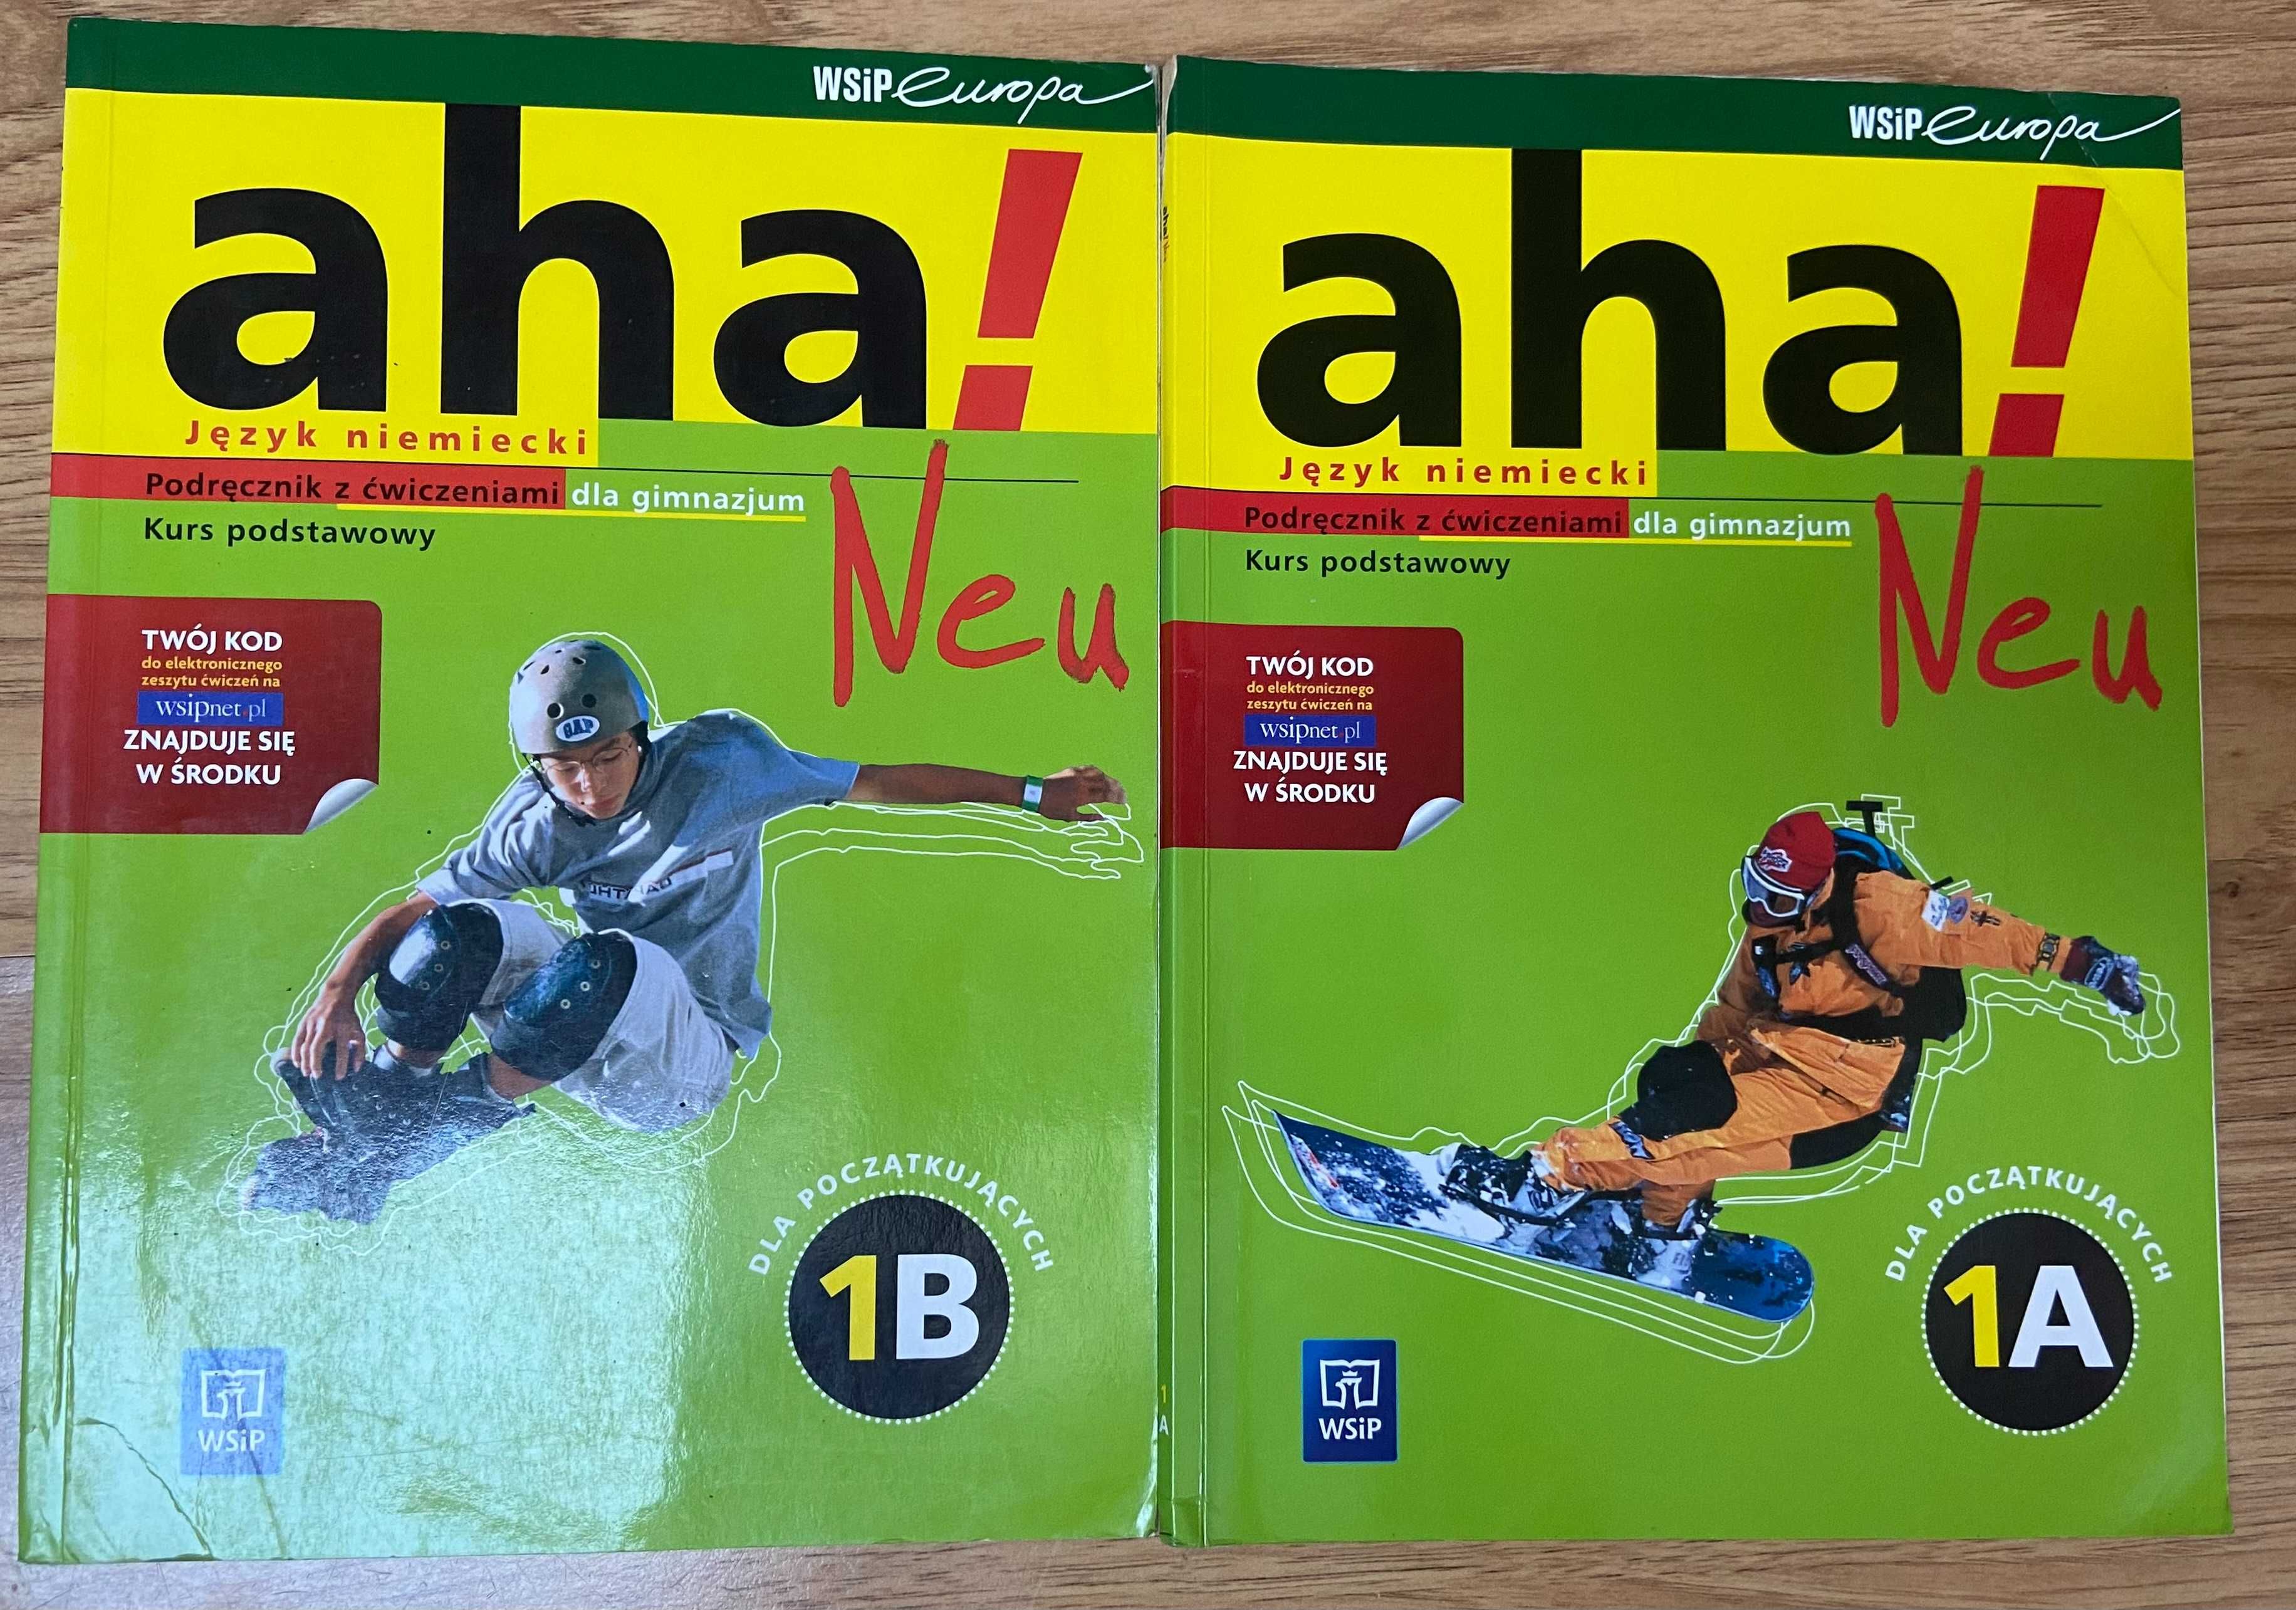 WSiP europa
aha!
Język niemiecki
Podręcznik z ćwiczeniami dla gimnazjum
Kurs podstawowy
Neu
TWÓJ KOD
do elektronicznego
zeszytu ćwiczeń na
wsipnet.pl
ZNAJDUJE SIĘ
W ŚRODKU
GAP
DLA POCZĄTKUJĄCYCH
1B
WSiP
WSiP europa
aha!
Język niemiecki
Podręcznik z ćwiczeniami dla gimnazjum
Kurs podstawowy
Neu
TWÓJ KOD
do elektronicznego
zeszytu ćwiczeń na
wsipnet.pl
ZNAJDUJE SIĘ
W ŚRODKU
DLA POCZĄTKUJĄCYCH
1A
WSiP
1
A